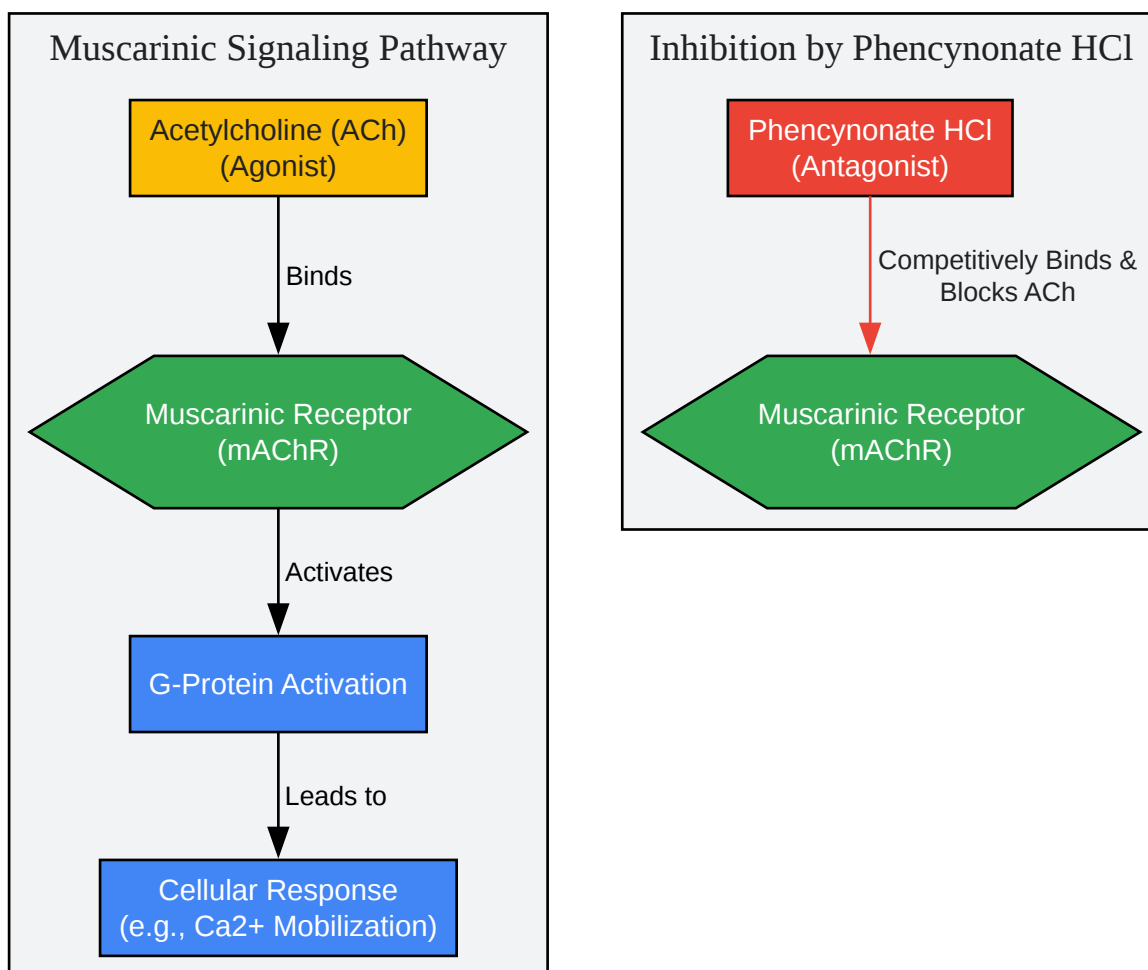 Muscarinic Signaling Pathway
Acetylcholine (ACh)
(Agonist)
Binds
Muscarinic Receptor
(mAChR)
Activates
G-Protein Activation
Leads to
Cellular Response
(e.g., Ca2+ Mobilization)
Inhibition by Phencynonate HCl
Phencynonate HCl
(Antagonist)
Competitively Binds &
Blocks ACh
Muscarinic Receptor
(mAChR)